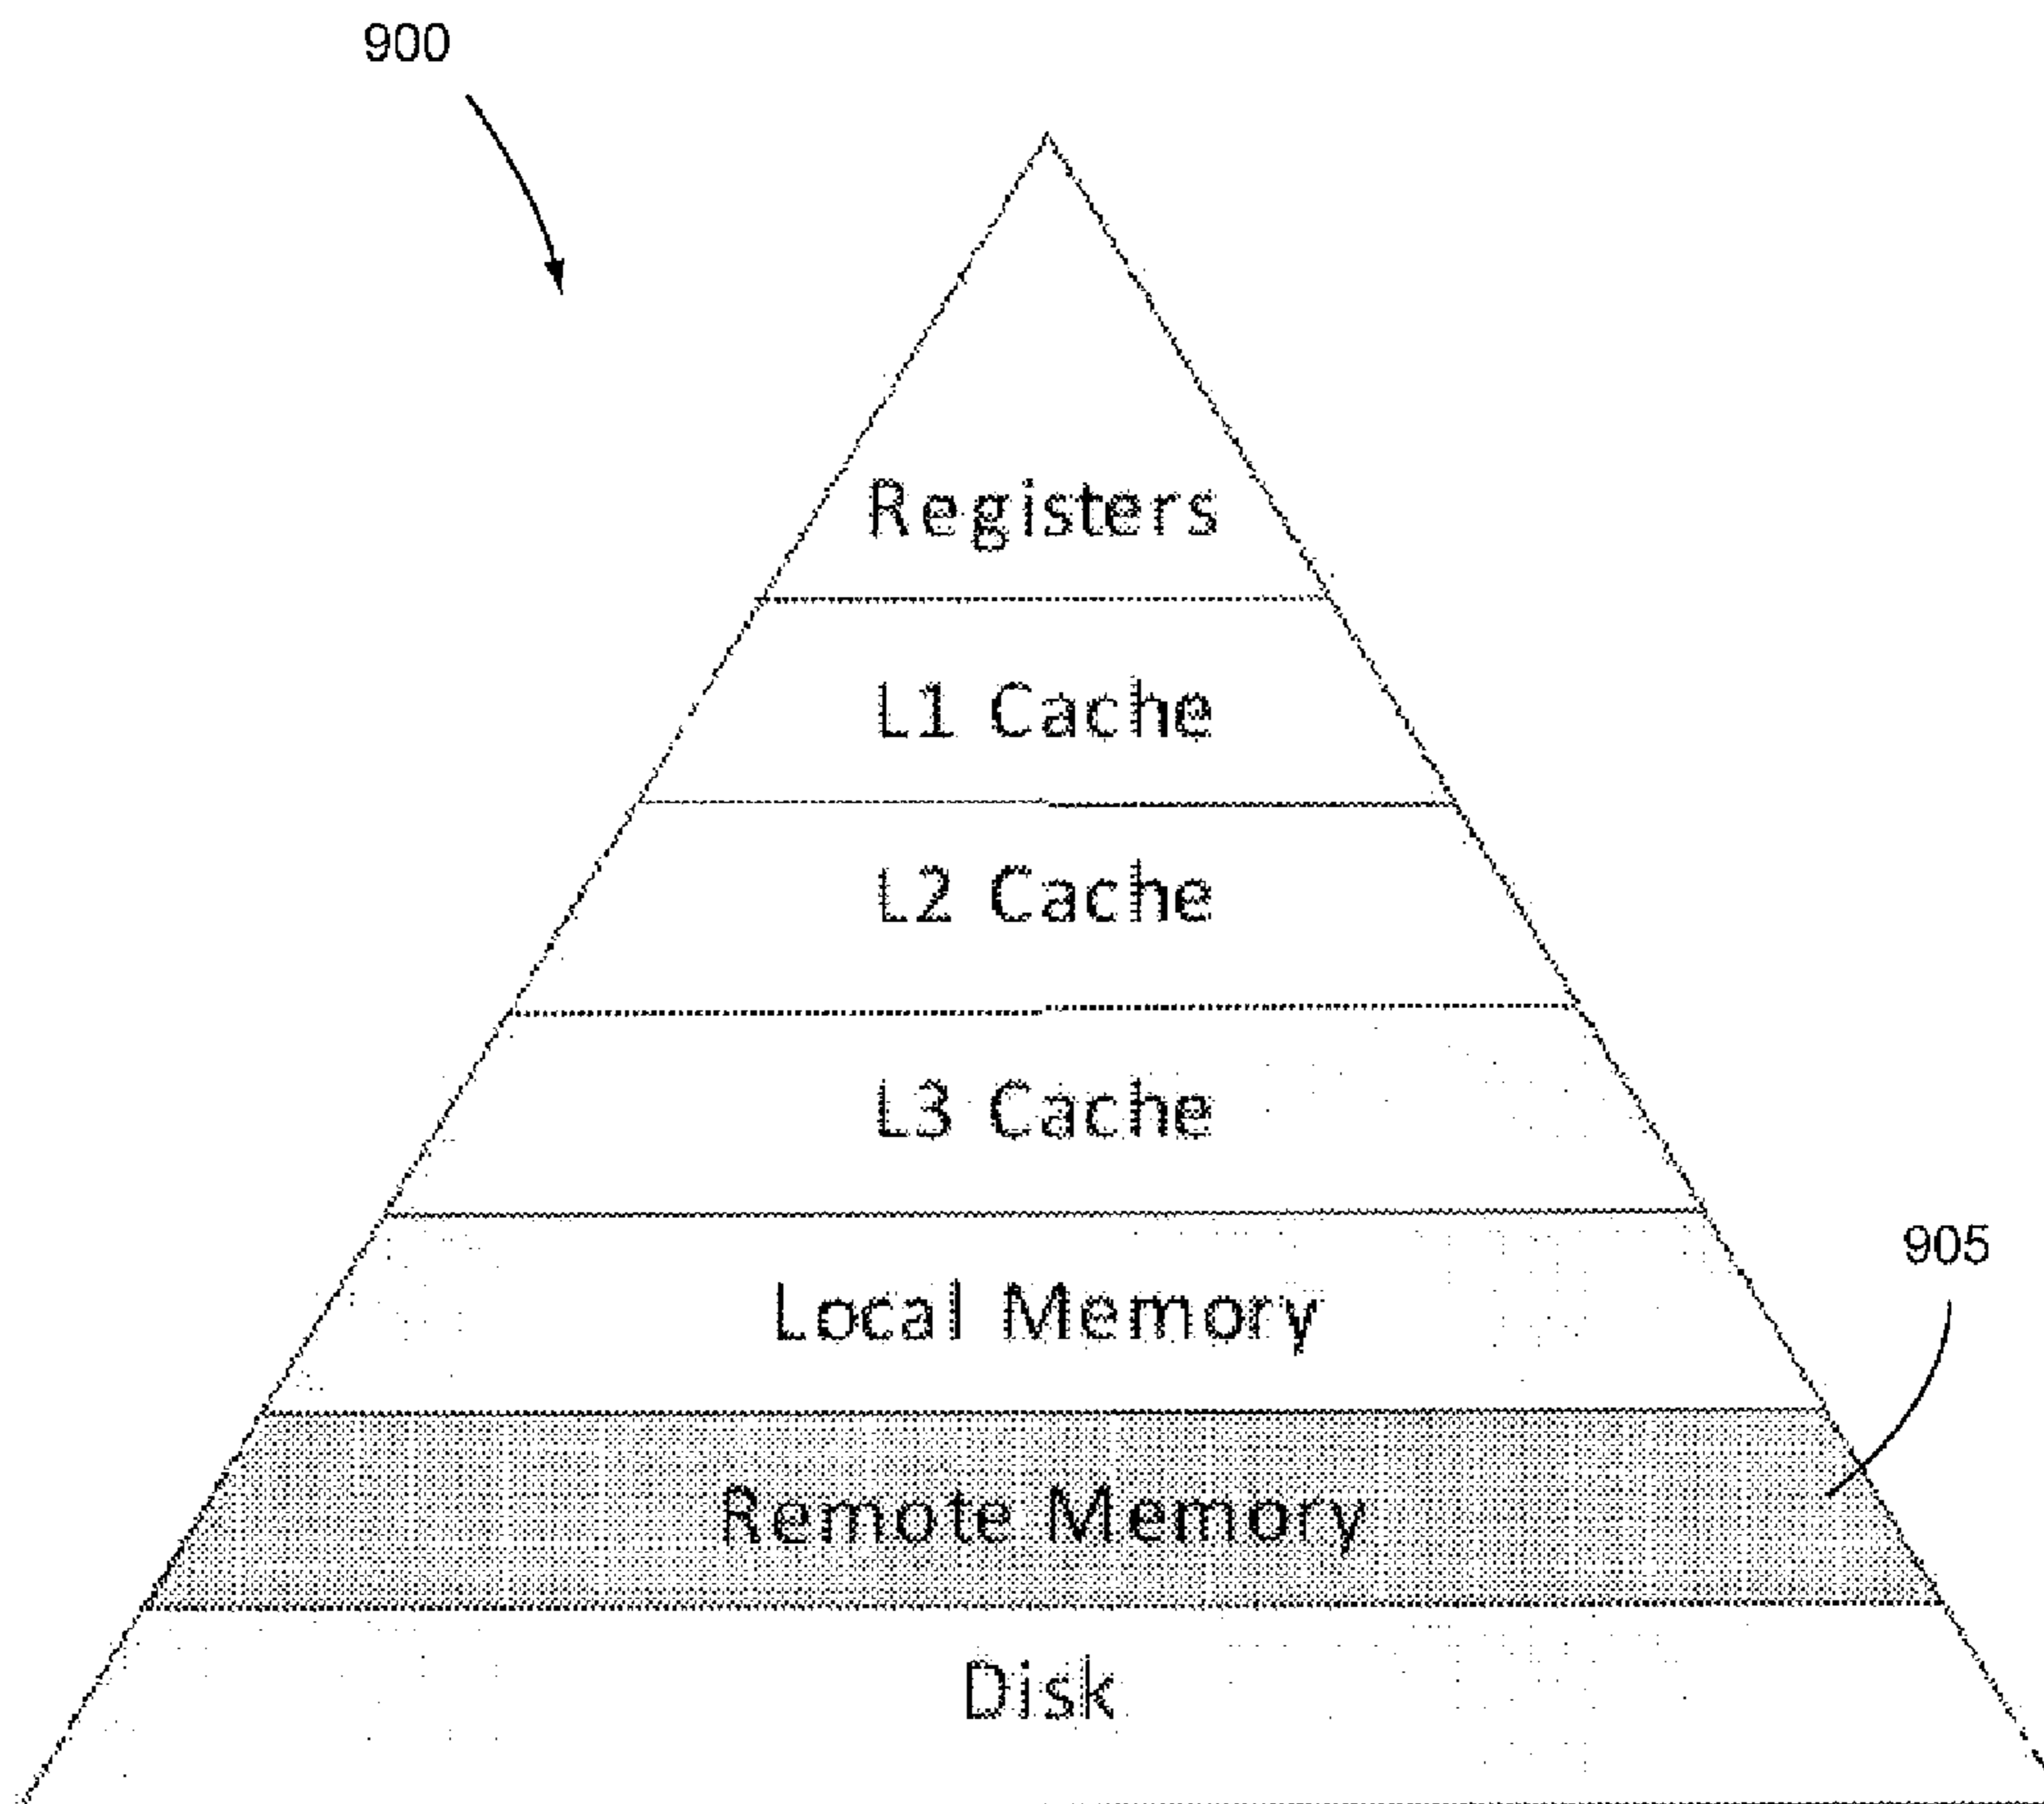 900
Registers
L1 Cache
L2 Cache
L3 Cache
905
Local Memory
Remote Memory
Disk